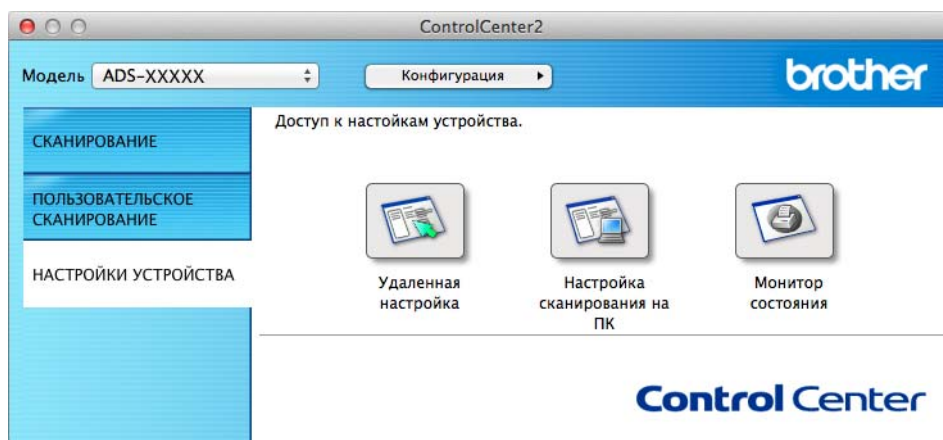 ControlCenter2
Модель ADS-XXXXX Конфигурация brother
СКАНИРОВАНИЕ
ПОЛЬЗОВАТЕЛЬСКОЕ
СКАНИРОВАНИЕ
НАСТРОЙКИ УСТРОЙСТВА
Доступ к настойкам устройства.
Удаленная
настройка
Настройка
сканирования на
ПК
Монитор
состояния
Control Center